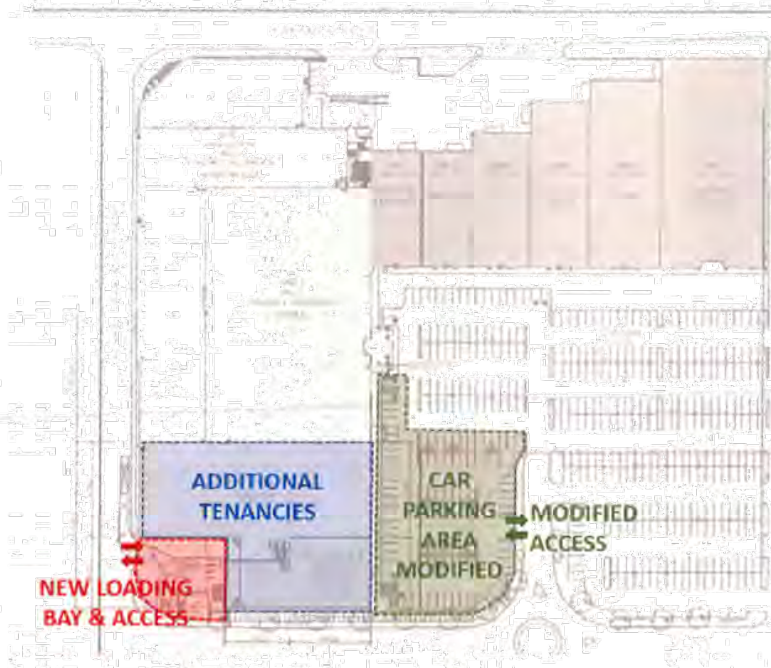 ADDITIONAL
TENANCIES
CAR
PARKING
AREA
MODIFIED
MODIFIED
ACCESS
NEW LOADING
BAY & ACCESS